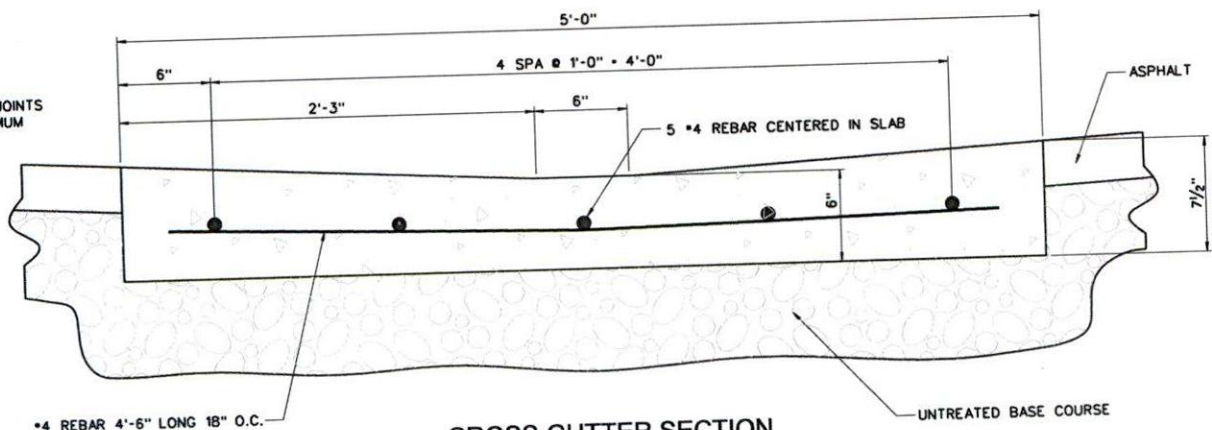 5'-0"
6"
4 SPA @ 1'-0" = 4'-0"
ASPHALT
JOINTS
2'-3"
6"
5 #4 REBAR CENTERED IN SLAB
6"
7½"
#4 REBAR 4'-6" LONG 18" O.C.
UNTREATED BASE COURSE
CROSS GUTTER SECTION